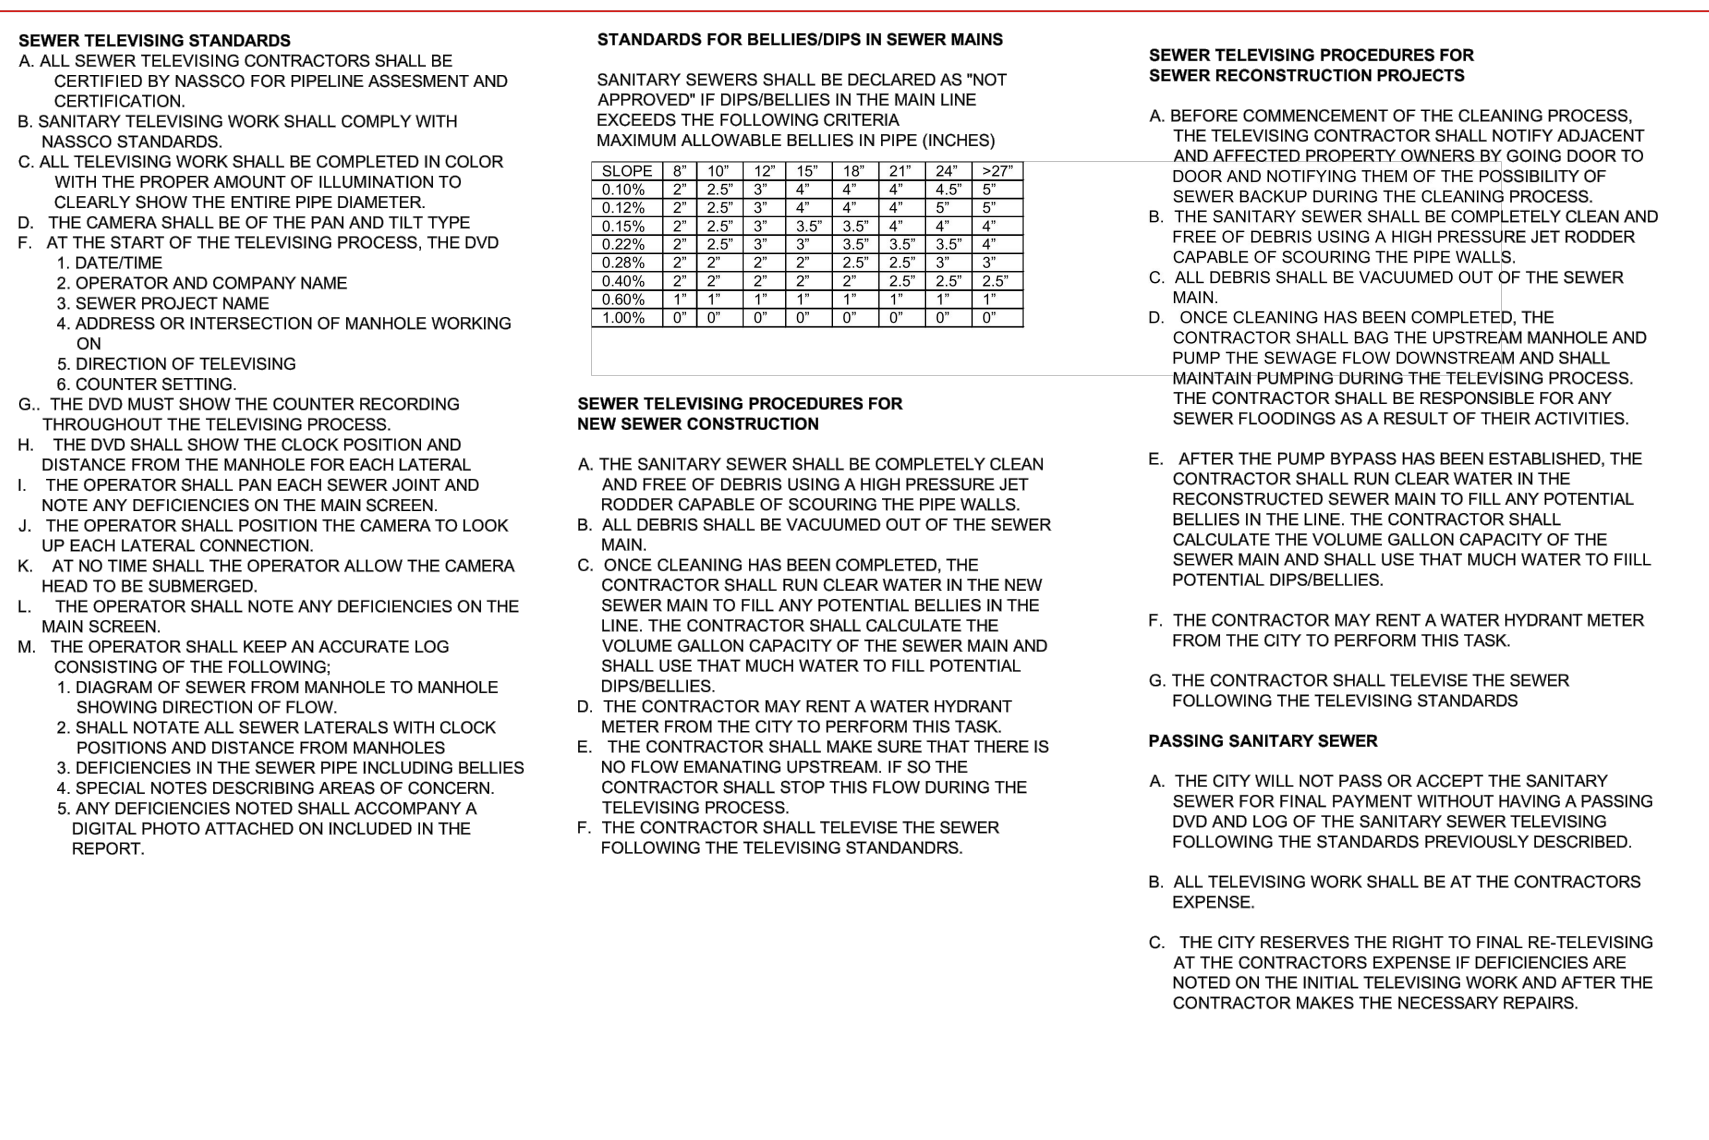 SEWER TELEVISING STANDARDS
A. ALL SEWER TELEVISING CONTRACTORS SHALL BE
CERTIFIED BY NASSCO FOR PIPELINE ASSESMENT AND
CERTIFICATION.
B. SANITARY TELEVISING WORK SHALL COMPLY WITH
NASSCO STANDARDS.
C. ALL TELEVISING WORK SHALL BE COMPLETED IN COLOR
WITH THE PROPER AMOUNT OF ILLUMINATION TO
CLEARLY SHOW THE ENTIRE PIPE DIAMETER.
D. THE CAMERA SHALL BE OF THE PAN AND TILT TYPE
F. AT THE START OF THE TELEVISING PROCESS, THE DVD
1. DATE/TIME
2. OPERATOR AND COMPANY NAME
3. SEWER PROJECT NAME
4. ADDRESS OR INTERSECTION OF MANHOLE WORKING
ON
5. DIRECTION OF TELEVISING
6. COUNTER SETTING.
G.. THE DVD MUST SHOW THE COUNTER RECORDING
THROUGHOUT THE TELEVISING PROCESS.
H. THE DVD SHALL SHOW THE CLOCK POSITION AND
DISTANCE FROM THE MANHOLE FOR EACH LATERAL
I. THE OPERATOR SHALL PAN EACH SEWER JOINT AND
NOTE ANY DEFICIENCIES ON THE MAIN SCREEN.
J. THE OPERATOR SHALL POSITION THE CAMERA TO LOOK
UP EACH LATERAL CONNECTION.
K. AT NO TIME SHALL THE OPERATOR ALLOW THE CAMERA
HEAD TO BE SUBMERGED.
L. THE OPERATOR SHALL NOTE ANY DEFICIENCIES ON THE
MAIN SCREEN.
M. THE OPERATOR SHALL KEEP AN ACCURATE LOG
CONSISTING OF THE FOLLOWING;
1. DIAGRAM OF SEWER FROM MANHOLE TO MANHOLE
SHOWING DIRECTION OF FLOW.
2. SHALL NOTATE ALL SEWER LATERALS WITH CLOCK
POSITIONS AND DISTANCE FROM MANHOLES
3. DEFICIENCIES IN THE SEWER PIPE INCLUDING BELLIES
4. SPECIAL NOTES DESCRIBING AREAS OF CONCERN.
5. ANY DEFICIENCIES NOTED SHALL ACCOMPANY A
DIGITAL PHOTO ATTACHED ON INCLUDED IN THE
REPORT.
STANDARDS FOR BELLIES/DIPS IN SEWER MAINS
SANITARY SEWERS SHALL BE DECLARED AS "NOT
APPROVED" IF DIPS/BELLIES IN THE MAIN LINE
EXCEEDS THE FOLLOWING CRITERIA
MAXIMUM ALLOWABLE BELLIES IN PIPE (INCHES)
SLOPE 8” 10” 12” 15” 18” 21” 24” >27”
0.10% 2” 2.5” 3” 4” 4” 4” 4.5” 5”
0.12% 2” 2.5” 3” 4” 4” 4” 5” 5”
0.15% 2” 2.5” 3” 3.5” 3.5” 4” 4” 4”
0.22% 2” 2.5” 3” 3” 3.5” 3.5” 3.5” 4”
0.28% 2” 2” 2” 2” 2.5” 2.5” 3” 3”
0.40% 2” 2” 2” 2” 2” 2.5” 2.5” 2.5”
0.60% 1” 1” 1” 1” 1” 1” 1” 1”
1.00% 0” 0” 0” 0” 0” 0” 0” 0”
SEWER TELEVISING PROCEDURES FOR
NEW SEWER CONSTRUCTION
A. THE SANITARY SEWER SHALL BE COMPLETELY CLEAN
AND FREE OF DEBRIS USING A HIGH PRESSURE JET
RODDER CAPABLE OF SCOURING THE PIPE WALLS.
B. ALL DEBRIS SHALL BE VACUUMED OUT OF THE SEWER
MAIN.
C. ONCE CLEANING HAS BEEN COMPLETED, THE
CONTRACTOR SHALL RUN CLEAR WATER IN THE NEW
SEWER MAIN TO FILL ANY POTENTIAL BELLIES IN THE
LINE. THE CONTRACTOR SHALL CALCULATE THE
VOLUME GALLON CAPACITY OF THE SEWER MAIN AND
SHALL USE THAT MUCH WATER TO FILL POTENTIAL
DIPS/BELLIES.
D. THE CONTRACTOR MAY RENT A WATER HYDRANT
METER FROM THE CITY TO PERFORM THIS TASK.
E. THE CONTRACTOR SHALL MAKE SURE THAT THERE IS
NO FLOW EMANATING UPSTREAM. IF SO THE
CONTRACTOR SHALL STOP THIS FLOW DURING THE
TELEVISING PROCESS.
F. THE CONTRACTOR SHALL TELEVISE THE SEWER
FOLLOWING THE TELEVISING STANDANDRS.
SEWER TELEVISING PROCEDURES FOR
SEWER RECONSTRUCTION PROJECTS
A. BEFORE COMMENCEMENT OF THE CLEANING PROCESS,
THE TELEVISING CONTRACTOR SHALL NOTIFY ADJACENT
AND AFFECTED PROPERTY OWNERS BY GOING DOOR TO
DOOR AND NOTIFYING THEM OF THE POSSIBILITY OF
SEWER BACKUP DURING THE CLEANING PROCESS.
B. THE SANITARY SEWER SHALL BE COMPLETELY CLEAN AND
FREE OF DEBRIS USING A HIGH PRESSURE JET RODDER
CAPABLE OF SCOURING THE PIPE WALLS.
C. ALL DEBRIS SHALL BE VACUUMED OUT OF THE SEWER
MAIN.
D. ONCE CLEANING HAS BEEN COMPLETED, THE
CONTRACTOR SHALL BAG THE UPSTREAM MANHOLE AND
PUMP THE SEWAGE FLOW DOWNSTREAM AND SHALL
MAINTAIN PUMPING DURING THE TELEVISING PROCESS.
THE CONTRACTOR SHALL BE RESPONSIBLE FOR ANY
SEWER FLOODINGS AS A RESULT OF THEIR ACTIVITIES.
E. AFTER THE PUMP BYPASS HAS BEEN ESTABLISHED, THE
CONTRACTOR SHALL RUN CLEAR WATER IN THE
RECONSTRUCTED SEWER MAIN TO FILL ANY POTENTIAL
BELLIES IN THE LINE. THE CONTRACTOR SHALL
CALCULATE THE VOLUME GALLON CAPACITY OF THE
SEWER MAIN AND SHALL USE THAT MUCH WATER TO FIILL
POTENTIAL DIPS/BELLIES.
F. THE CONTRACTOR MAY RENT A WATER HYDRANT METER
FROM THE CITY TO PERFORM THIS TASK.
G. THE CONTRACTOR SHALL TELEVISE THE SEWER
FOLLOWING THE TELEVISING STANDARDS
PASSING SANITARY SEWER
A. THE CITY WILL NOT PASS OR ACCEPT THE SANITARY
SEWER FOR FINAL PAYMENT WITHOUT HAVING A PASSING
DVD AND LOG OF THE SANITARY SEWER TELEVISING
FOLLOWING THE STANDARDS PREVIOUSLY DESCRIBED.
B. ALL TELEVISING WORK SHALL BE AT THE CONTRACTORS
EXPENSE.
C. THE CITY RESERVES THE RIGHT TO FINAL RE-TELEVISING
AT THE CONTRACTORS EXPENSE IF DEFICIENCIES ARE
NOTED ON THE INITIAL TELEVISING WORK AND AFTER THE
CONTRACTOR MAKES THE NECESSARY REPAIRS.